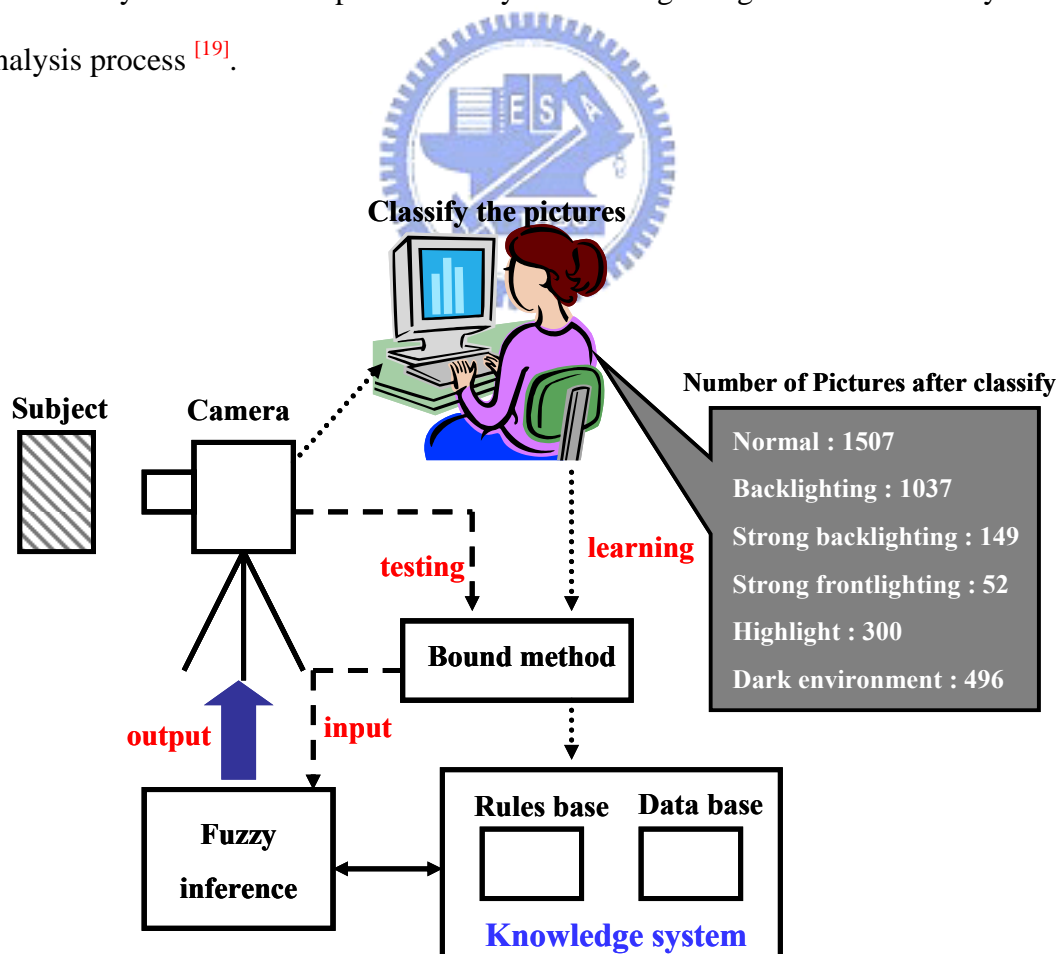 nalysis process [19].
ESA
Classify the pictures
Subject
Camera
Number of Pictures after classify
Normal : 1507
Backlighting : 1037
Strong backlighting : 149
Strong frontlighting : 52
Highlight : 300
Dark environment : 496
testing
learning
Bound method
output
input
Fuzzy
inference
Rules base
Data base
Knowledge system